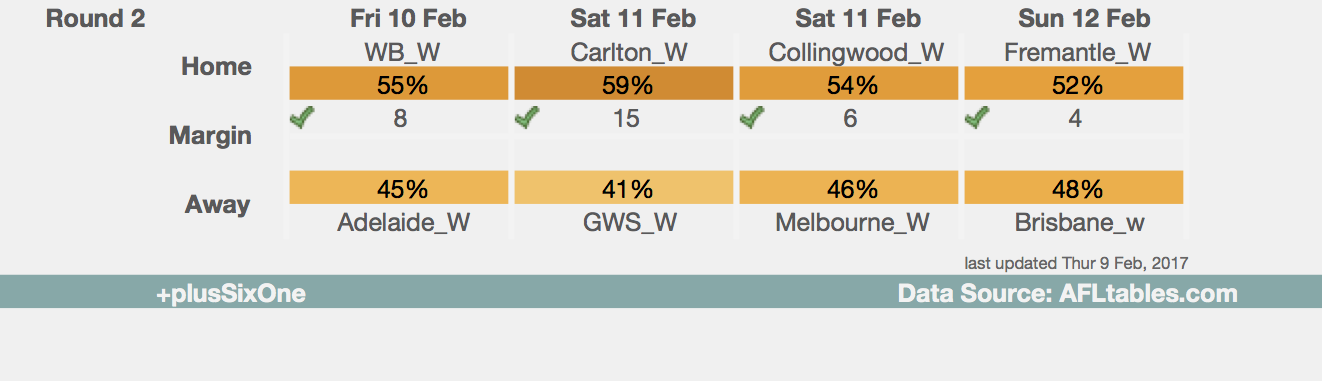 Round 2 Fri 10 Feb Sat 11 Feb Sat 11 Feb Sun 12 Feb
WB_W Carlton_W Collingwood_W Fremantle_W
Home
55% 59% 54% 52%
8 15 6 4
Margin
45% 41% 46% 48%
Away
Adelaide_W GWS_W Melbourne_W Brisbane_w
last updated Thur 9 Feb, 2017
+plusSixOne Data Source: AFLtables.com